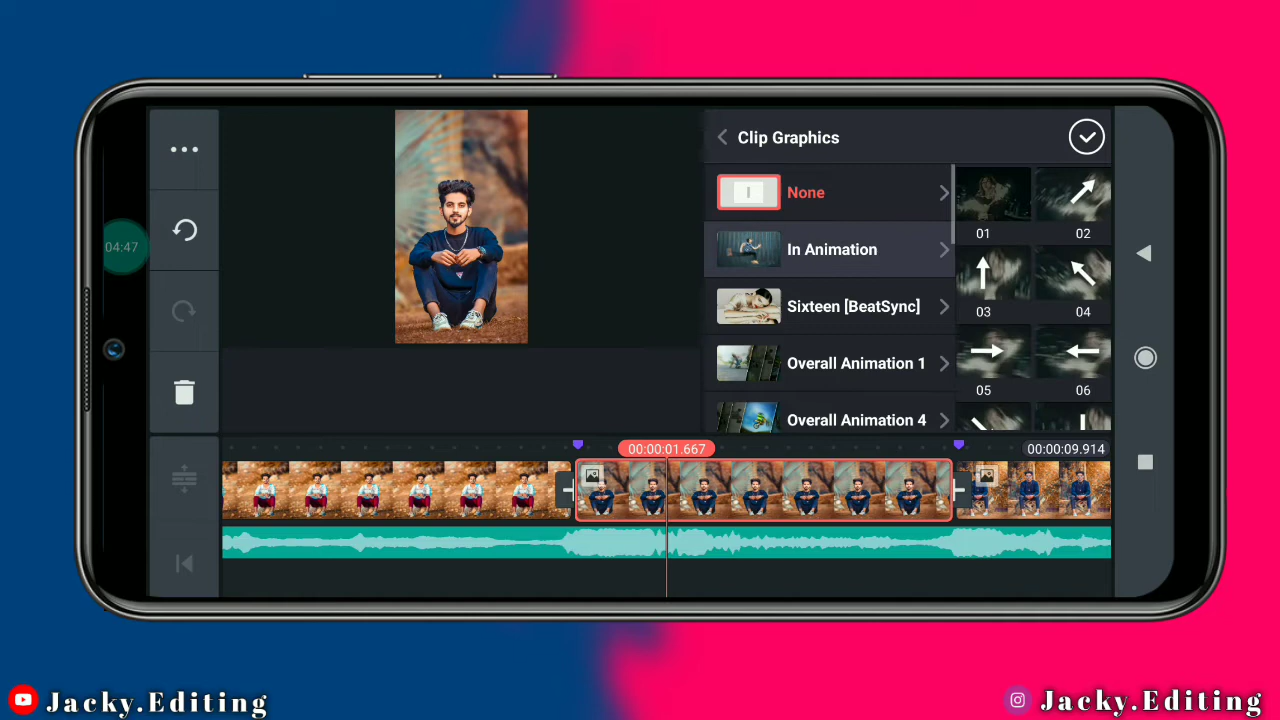 04:47
Clip Graphics
None
In Animation
Sixteen [BeatSync]
Overall Animation 1
Overall Animation 4
01
02
03
04
05
06
00:00:01.667
00:00:09.914
Jacky.Editing
Jacky.Editing